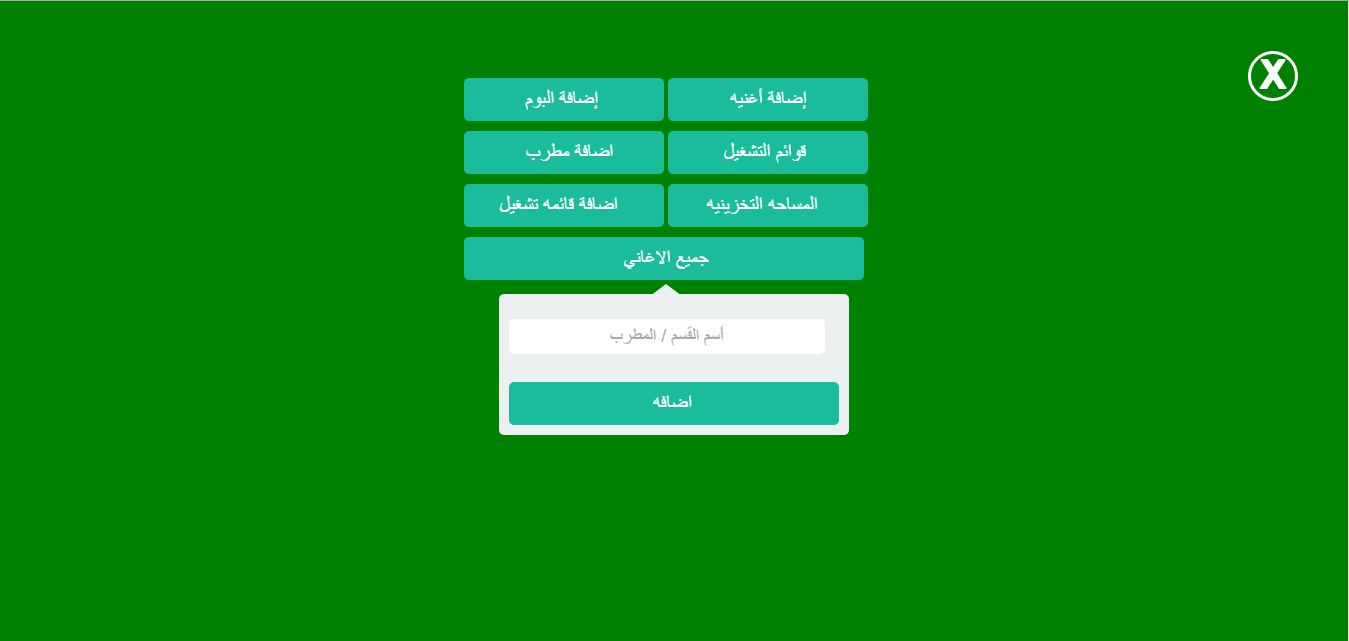 X
إضافة أغنيه
إضافة البوم
قوائم التشغيل
اضافة مطرب
المساحه التخزينيه
اضافة قائمه تشغيل
جميع الاغاني
أسم القسم / المطرب
اضافه